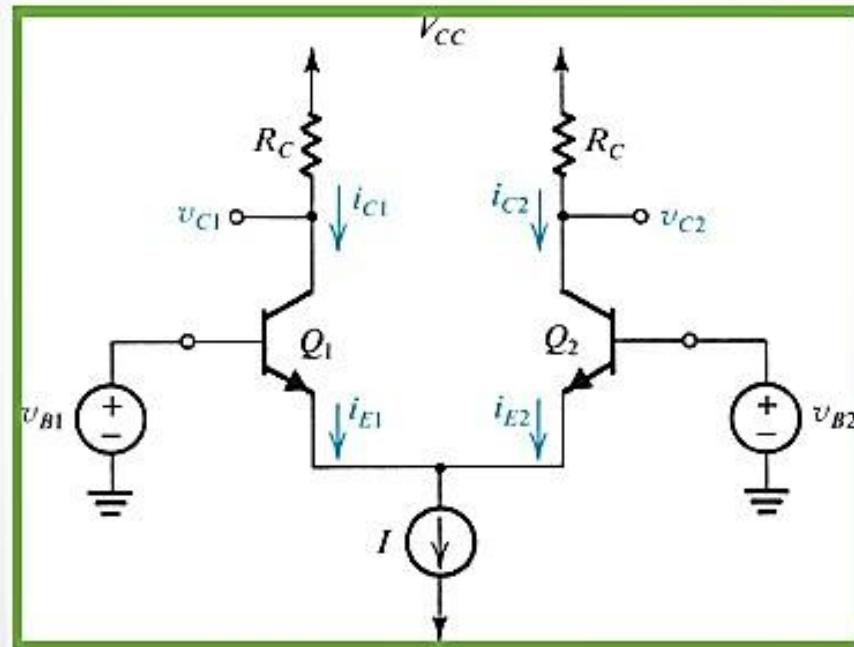 V_CC
R_C R_C
v_C1 i_C1 i_C2 v_C2
Q_1 Q_2
v_B1 + − i_E1 i_E2 + − v_B2
I